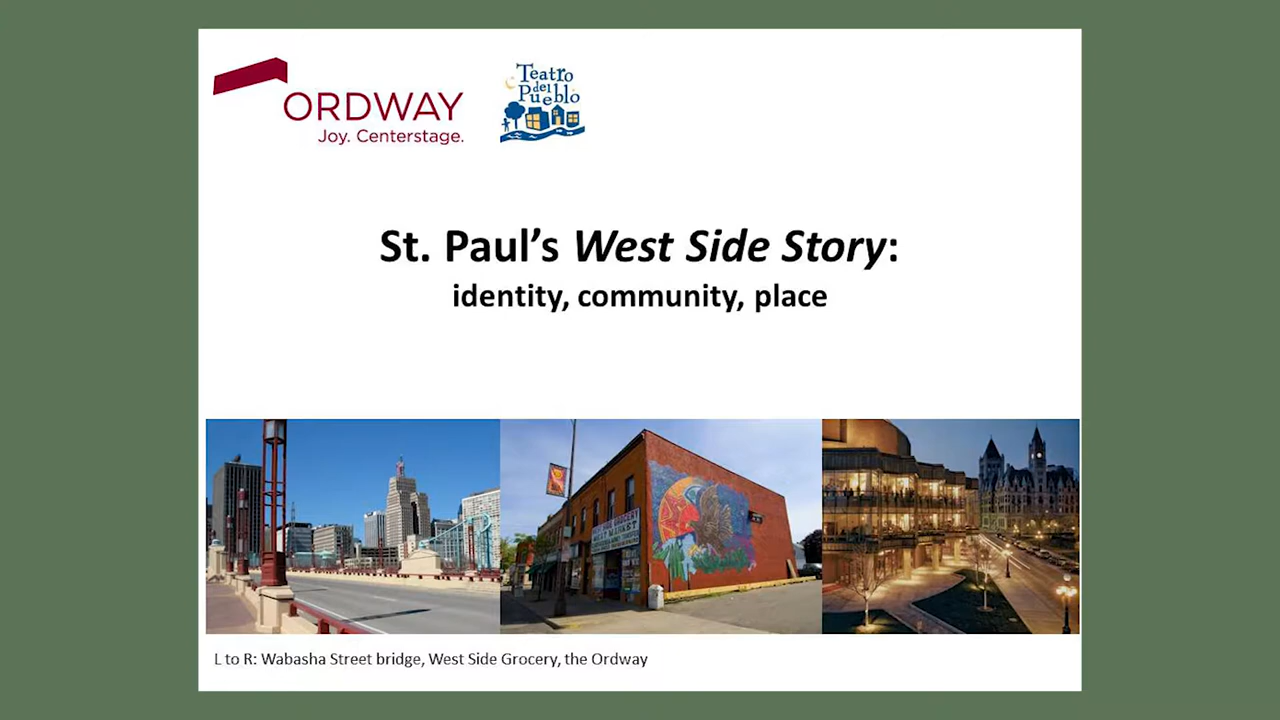 ORDWAY
Joy. Centerstage.
Teatro
del
Pueblo
St. Paul's West Side Story:
identity, community, place
L to R: Wabasha Street bridge, West Side Grocery, the Ordway